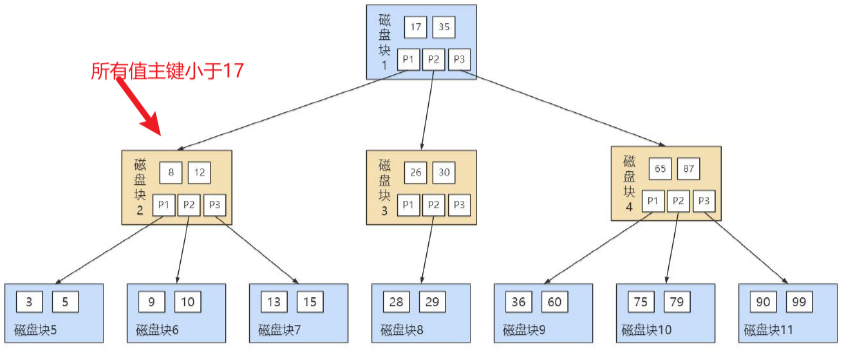 磁盘块1
17 35
P1 P2 P3
所有值主键小于17
磁盘块2
8 12
P1 P2 P3
磁盘块3
26 30
P1 P2 P3
磁盘块4
65 87
P1 P2 P3
3 5
磁盘块5
9 10
磁盘块6
13 15
磁盘块7
28 29
磁盘块8
36 60
磁盘块9
75 79
磁盘块10
90 99
磁盘块11